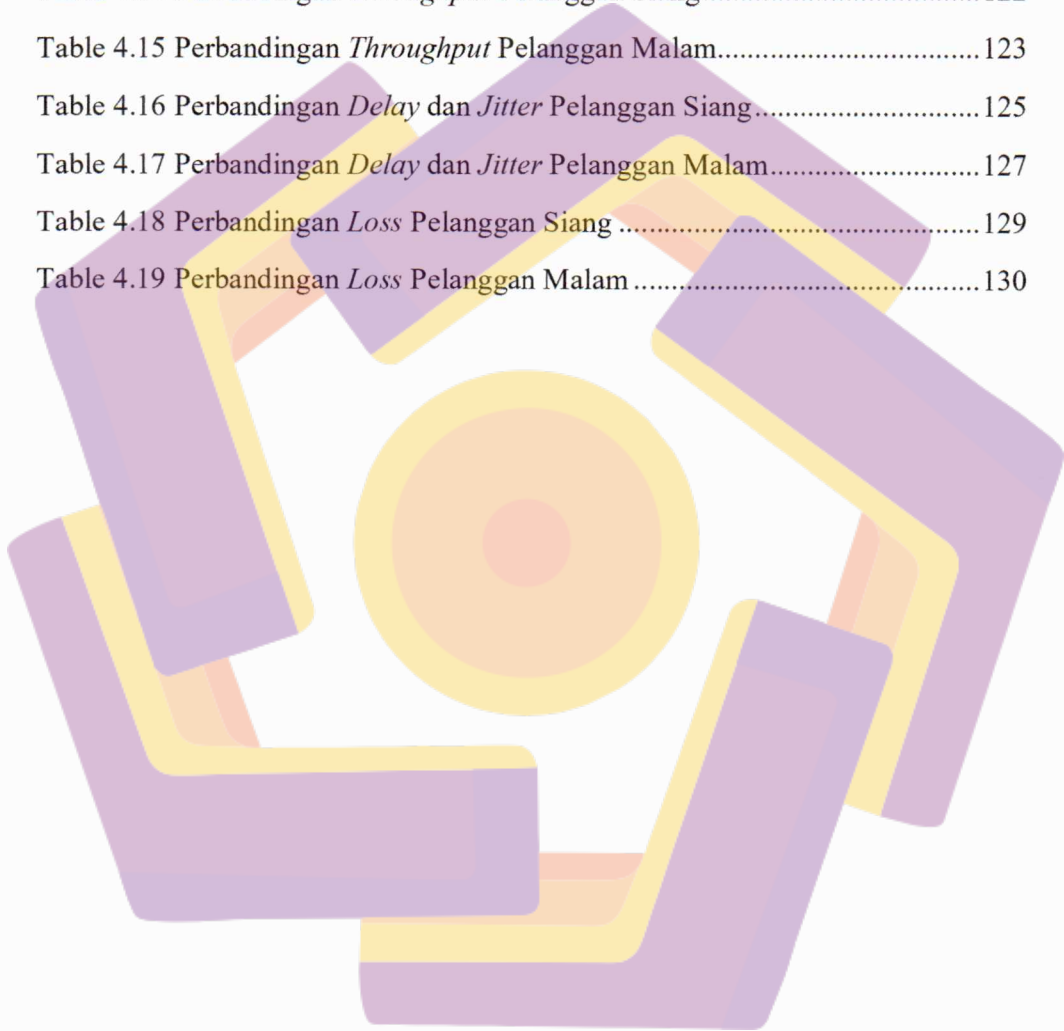 Table 4.15 Perbandingan Throughput Pelanggan Malam....................................123
Table 4.16 Perbandingan Delay dan Jitter Pelanggan Siang...............................125
Table 4.17 Perbandingan Delay dan Jitter Pelanggan Malam.............................127
Table 4.18 Perbandingan Loss Pelanggan Siang ..................................................129
Table 4.19 Perbandingan Loss Pelanggan Malam ................................................130